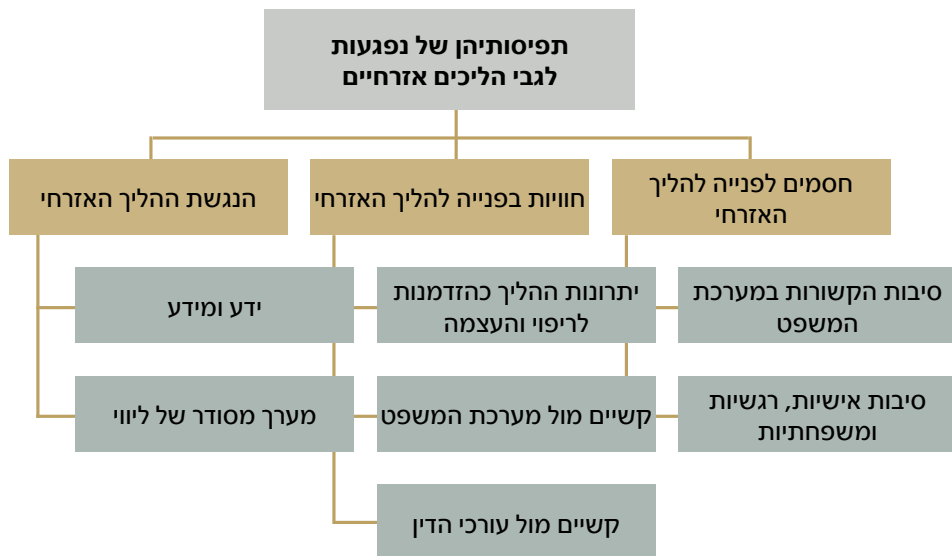 תפיסותיהן של נפגעות
לגבי הליכים אזרחיים
חסמים לפנייה להליך
האזרחי
סיבות הקשורות במערכת
המשפט
סיבות אישיות, רגשיות
ומשפחתיות
חוויות בפנייה להליך האזרחי
יתרונות ההליך כהזדמנות
לריפוי והעצמה
קשיים מול מערכת המשפט
קשיים מול עורכי הדין
הנגשת ההליך האזרחי
ידע ומידע
מערך מסודר של ליווי